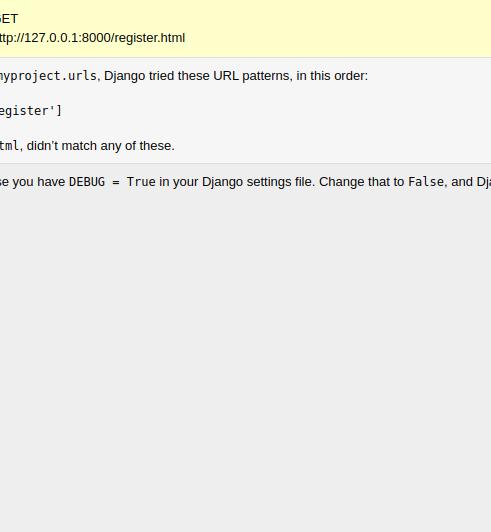 GET
ttp://127.0.0.1:8000/register.html
myproject.urls, Django tried these URL patterns, in this order:
egister']
tml, didn’t match any of these.
se you have DEBUG = True in your Django settings file. Change that to False, and Dja